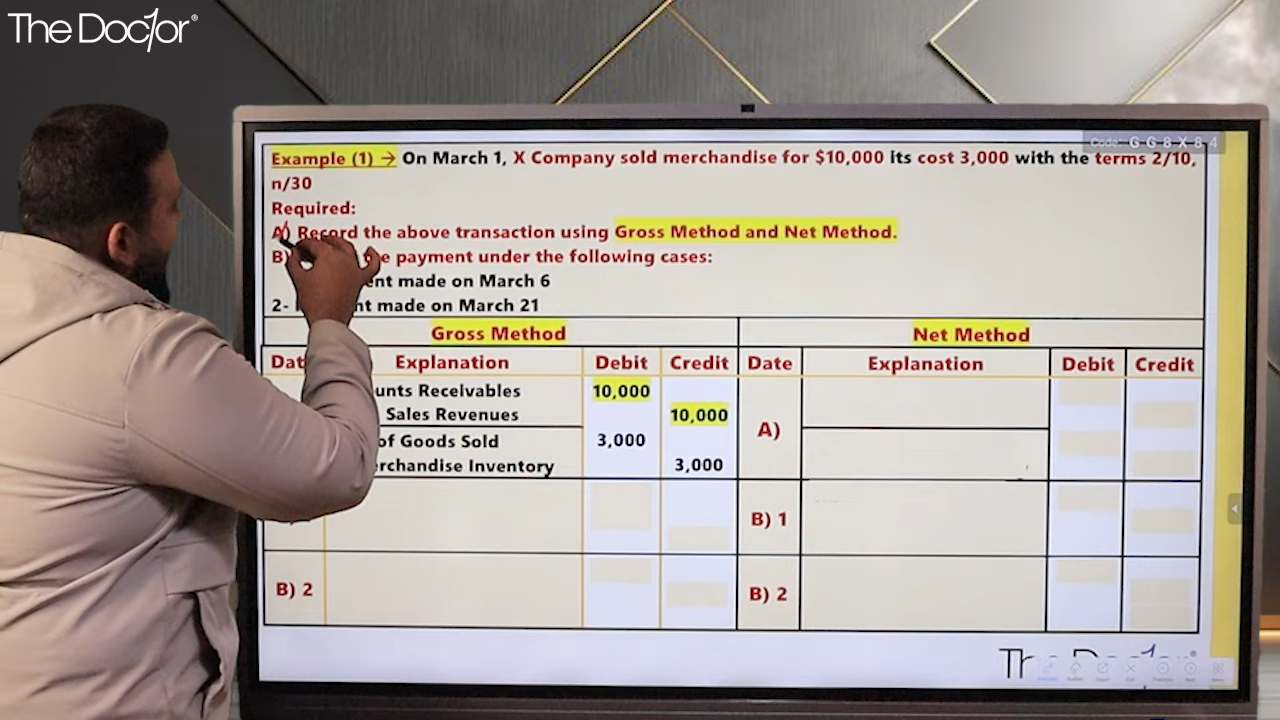 The Doctor®
Code: GG8X84
Example (1) → On March 1, X Company sold merchandise for $10,000 its cost 3,000 with the terms 2/10,
n/30
Required:
A) Record the above transaction using Gross Method and Net Method.
B) payment under the following cases:
made on March 6
2- made on March 21
Gross Method Net Method
Explanation Debit Credit Date Explanation Debit Credit
Receivables 10,000
Sales Revenues 10,000
A)
of Goods Sold 3,000
Inventory 3,000
B) 1
B) 2 B) 2